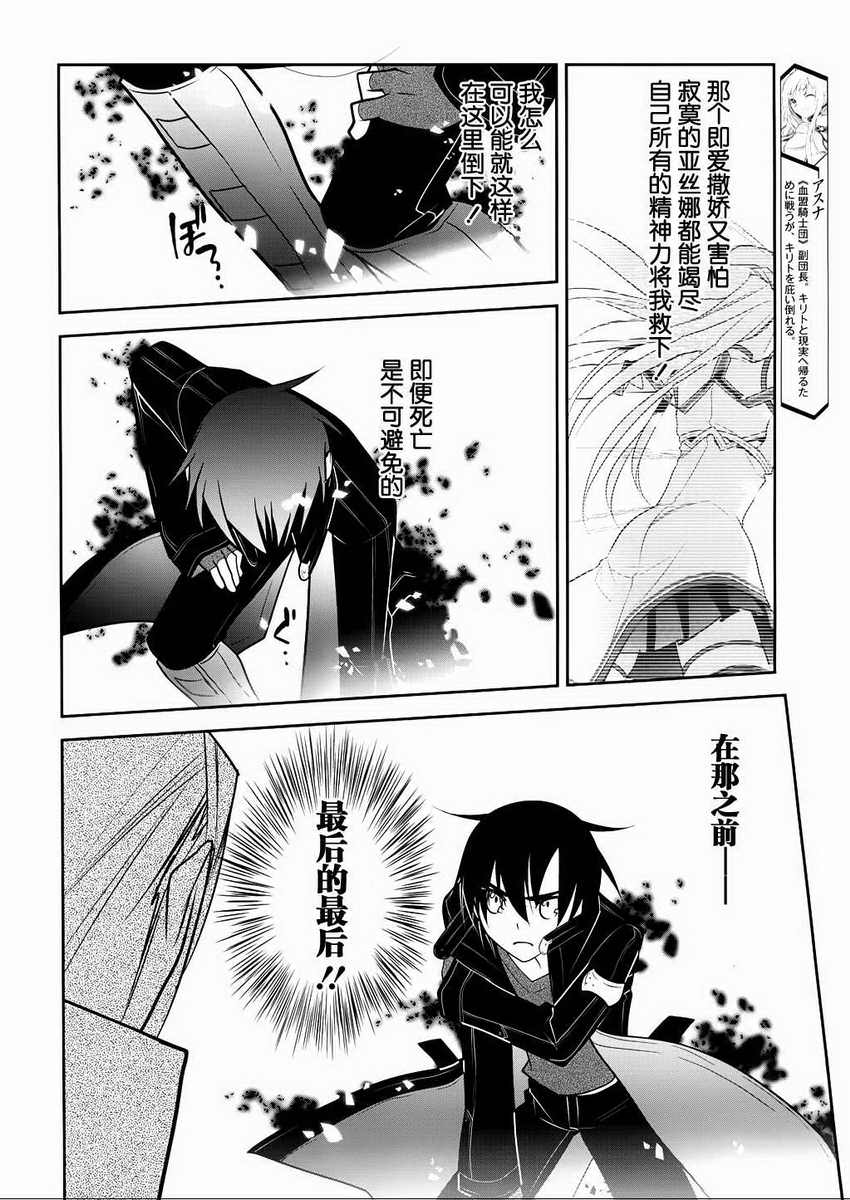 アスナ
《血盟騎士団》副団長。キリトと現実へ帰るた
めに戦うが、キリトを庇い倒れる。
那个即爱撒娇又害怕
寂寞的亚丝娜都能竭尽
自己所有的精神力将我救下！
我怎么
可以能就这样
在这里倒下！
ぼろっ
即便死亡
是不可避免的
ぐぐ…
在那之前——
最后的最后！！